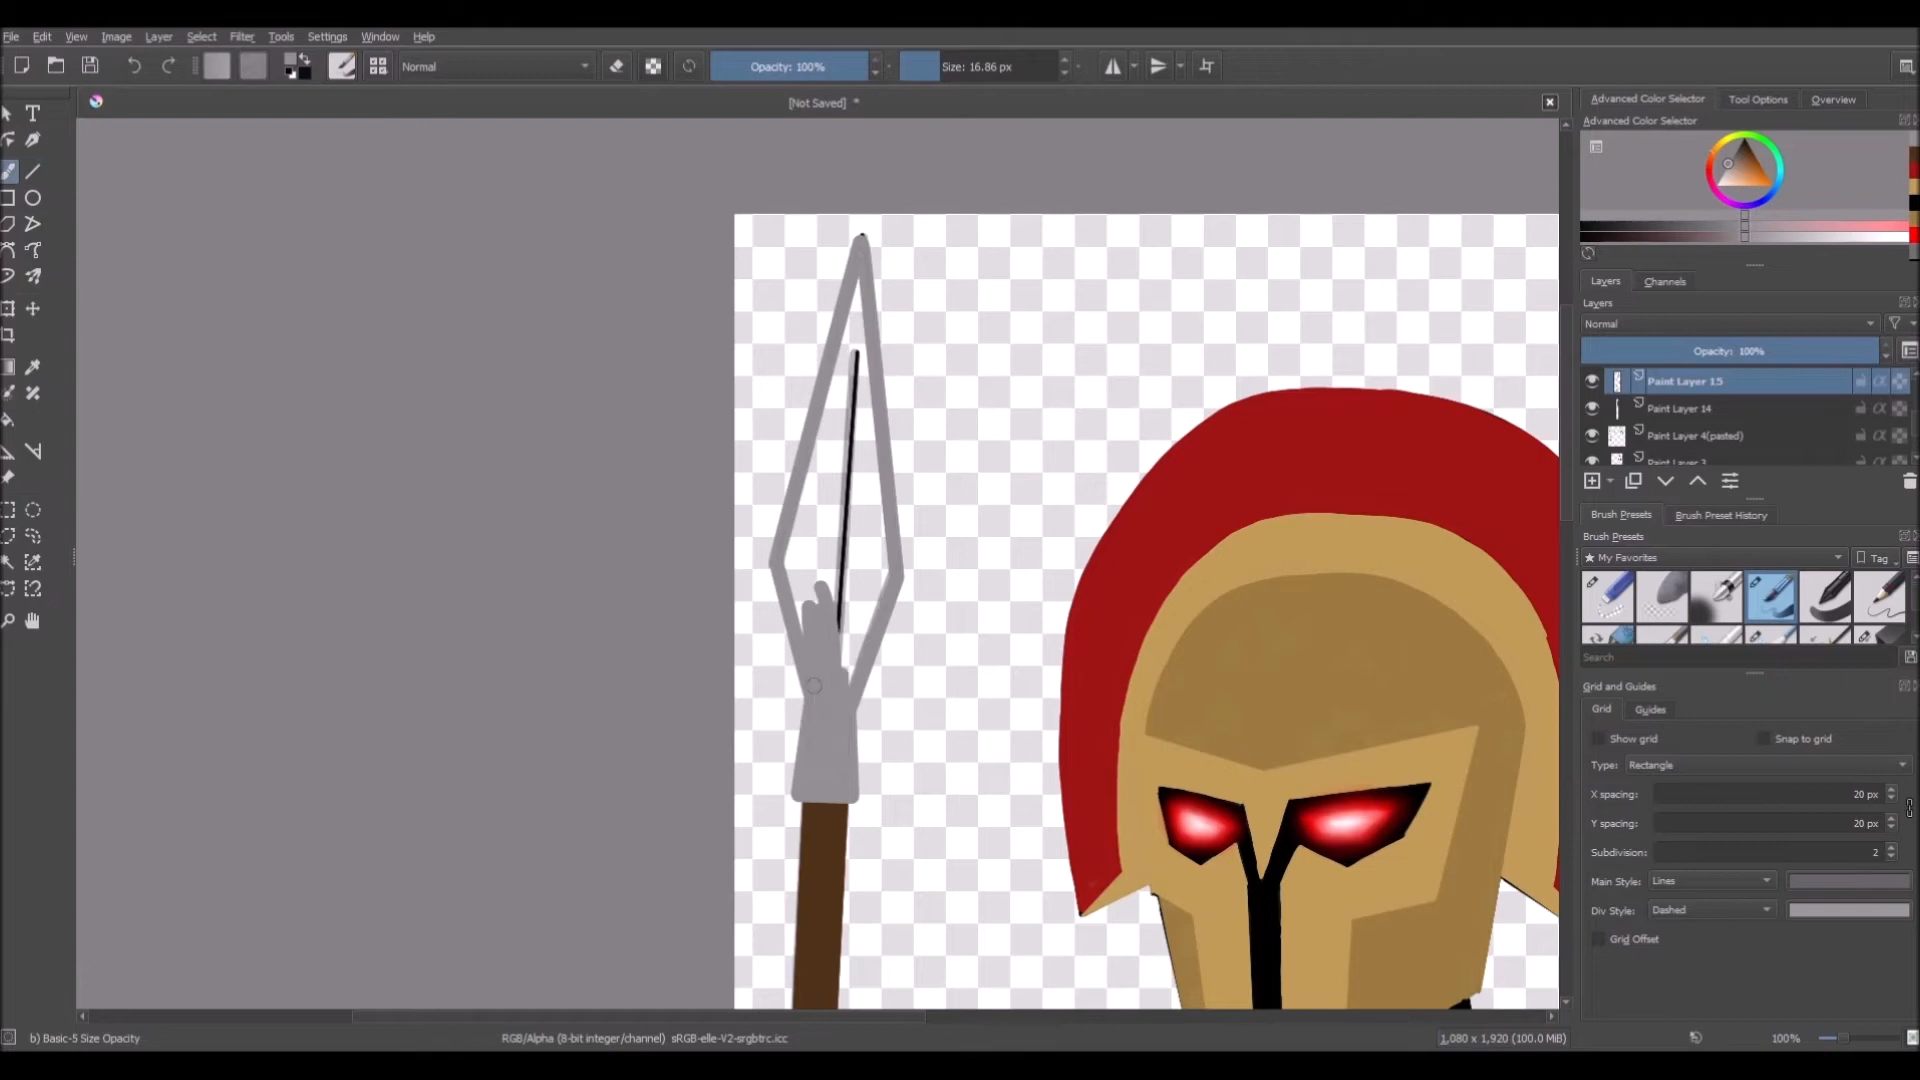 File Edit View Image Layer Select Filter Tools Settings Window Help
Normal
Opacity: 100%
Size: 16.86 px
[Not Saved] *
Advanced Color Selector Tool Options Overview
Advanced Color Selector
Layers Channels
Layers
Normal
Opacity: 100%
Paint Layer 15
Paint Layer 14
Paint Layer 4(pasted)
Paint Layer 3
Brush Presets Brush Preset History
Brush Presets
★ My Favorites Tag
Search
Grid and Guides
Grid Guides
Show grid Snap to grid
Type: Rectangle
X spacing: 20 px
Y spacing: 20 px
Subdivision: 2
Main Style: Lines
Div Style: Dashed
Grid Offset
b) Basic-5 Size Opacity
RGB/Alpha (8-bit integer/channel) sRGB-elle-V2-srgbtrc.icc
1,080 x 1,920 (100.0 MiB)
100%